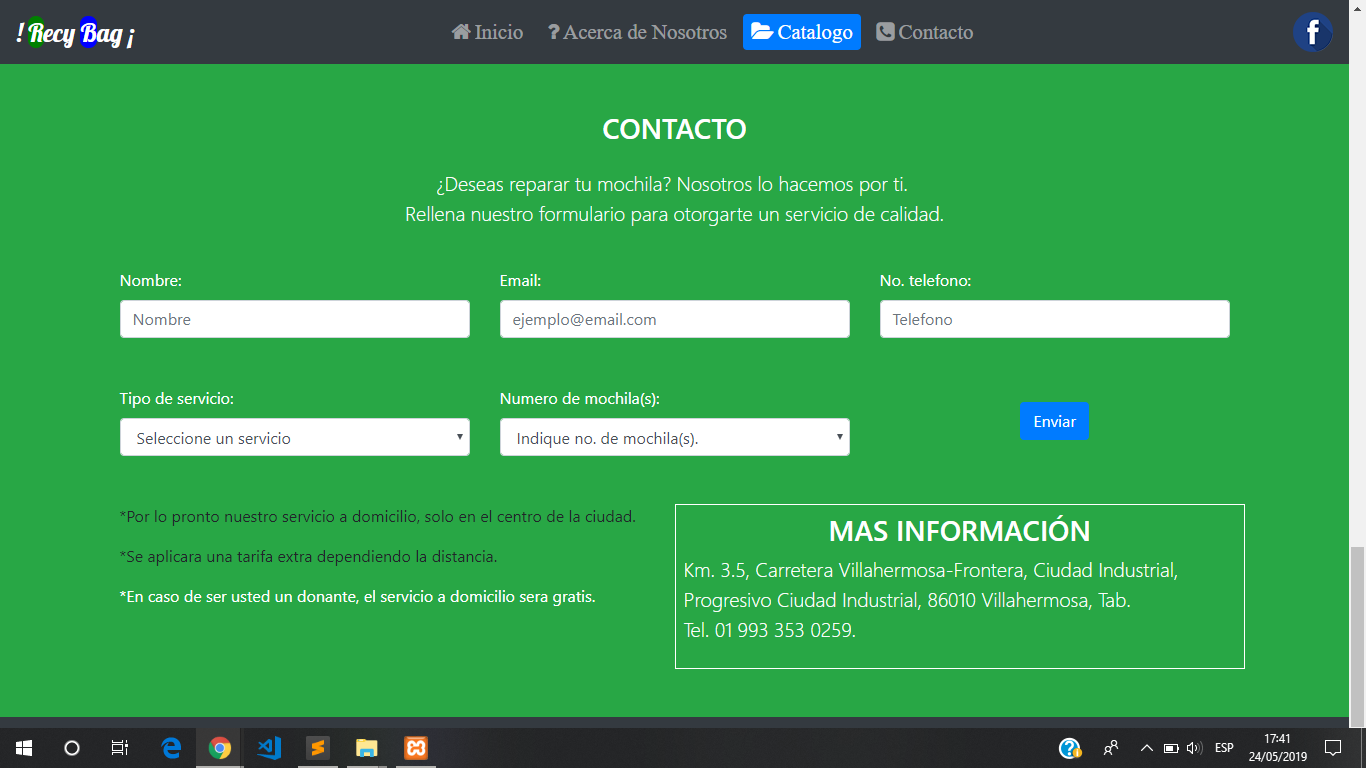 ! Recy Bag ¡
Inicio
? Acerca de Nosotros
Catalogo
Contacto
f
CONTACTO
¿Deseas reparar tu mochila? Nosotros lo hacemos por ti.
Rellena nuestro formulario para otorgarte un servicio de calidad.
Nombre:
Email:
No. telefono:
Nombre
ejemplo@email.com
Telefono
Tipo de servicio:
Numero de mochila(s):
Seleccione un servicio
Indique no. de mochila(s).
Enviar
*Por lo pronto nuestro servicio a domicilio, solo en el centro de la ciudad.
*Se aplicara una tarifa extra dependiendo la distancia.
*En caso de ser usted un donante, el servicio a domicilio sera gratis.
MAS INFORMACIÓN
Km. 3.5, Carretera Villahermosa-Frontera, Ciudad Industrial,
Progresivo Ciudad Industrial, 86010 Villahermosa, Tab.
Tel. 01 993 353 0259.
ESP
17:41
24/05/2019